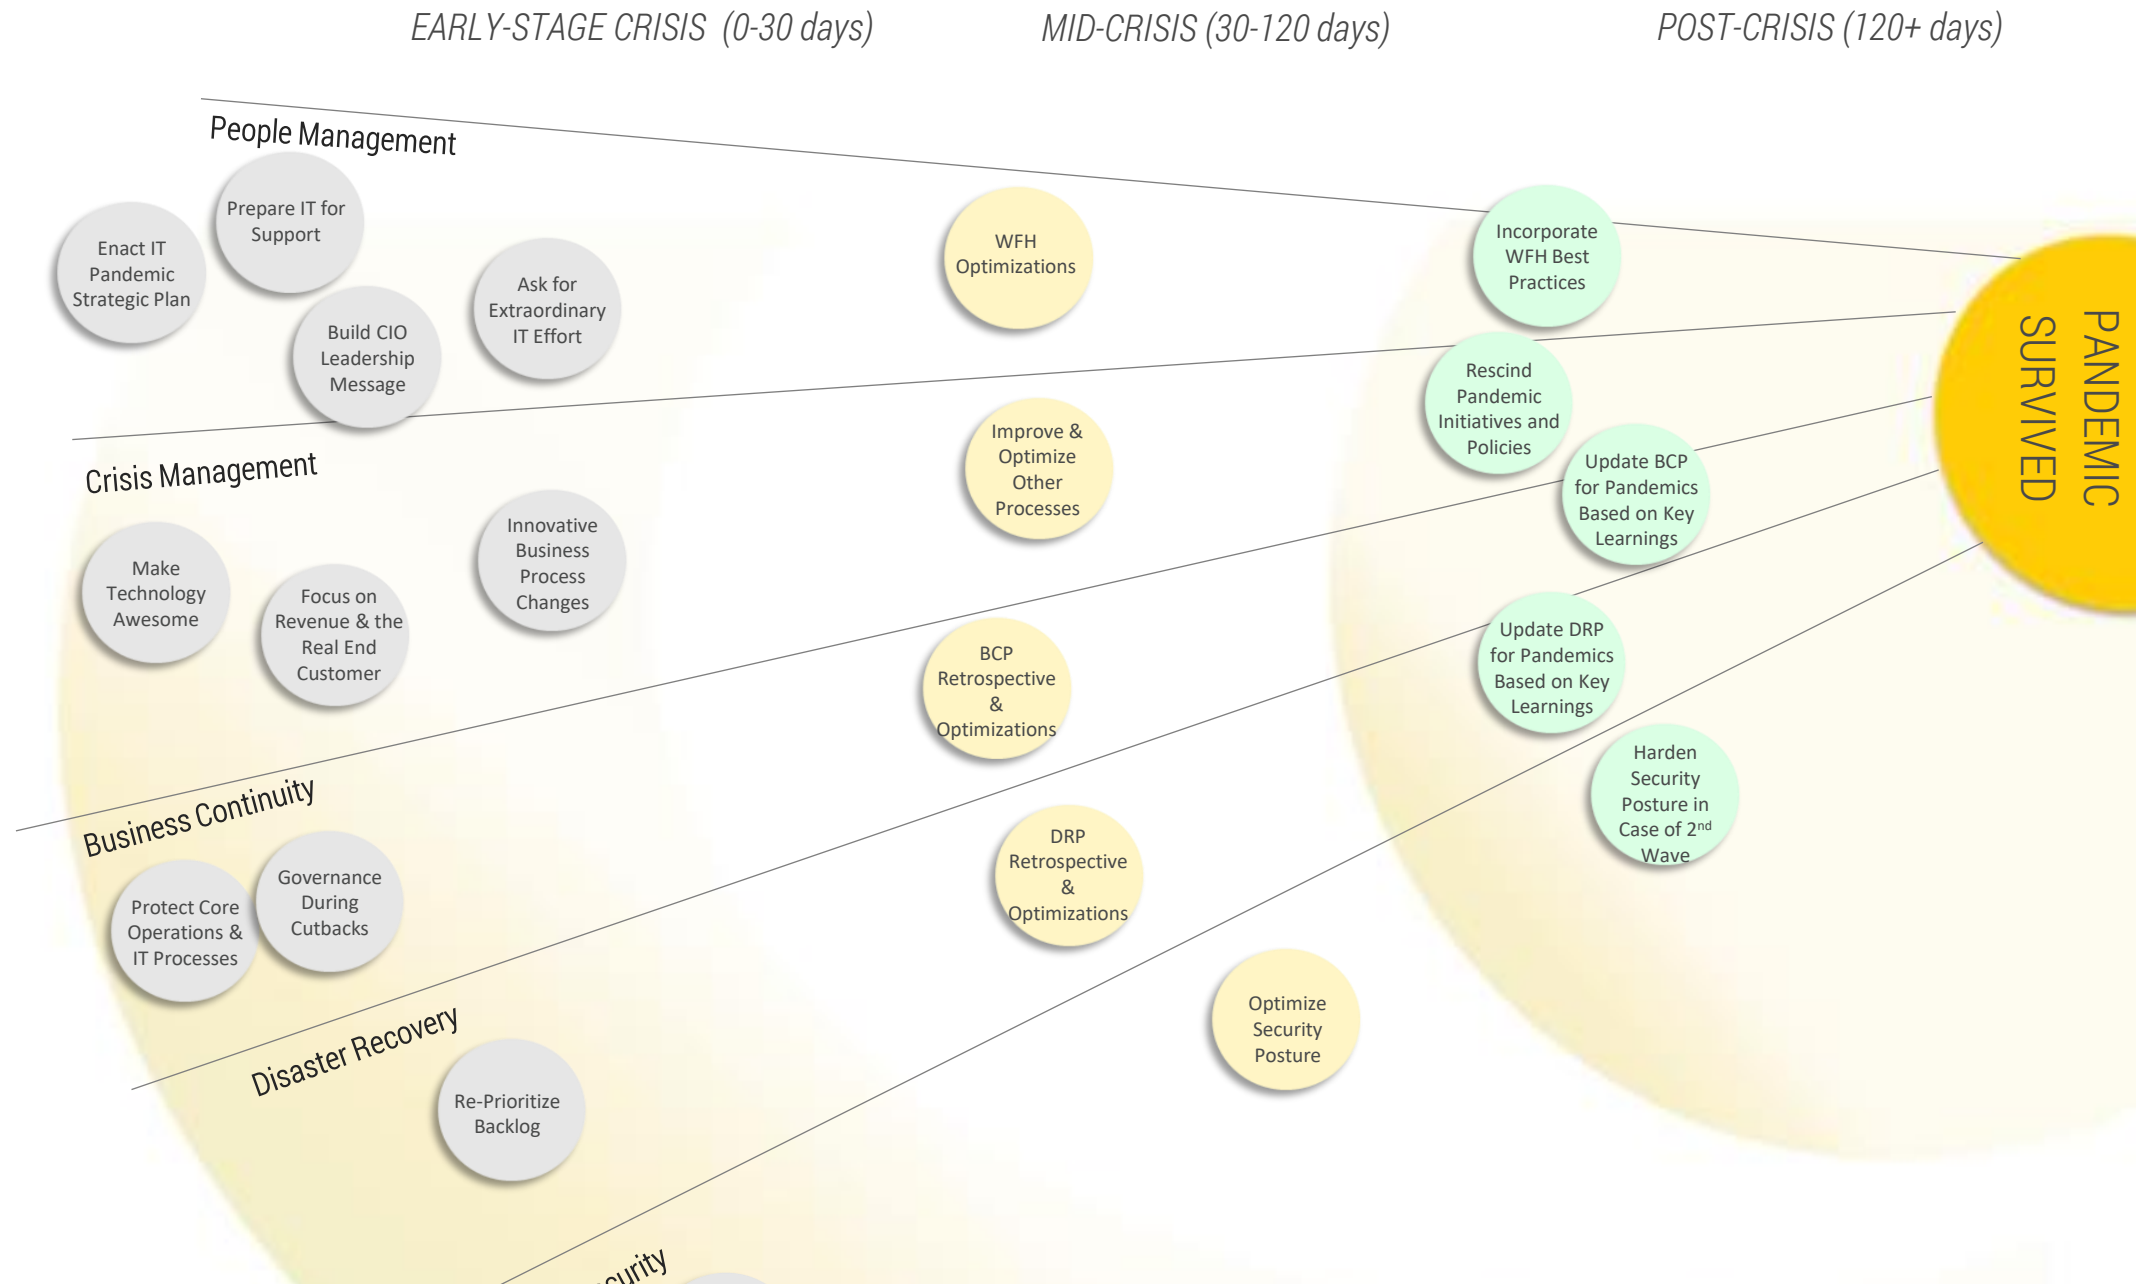 EARLY-STAGE CRISIS (0-30 days)
MID-CRISIS (30-120 days)
POST-CRISIS (120+ days)
People Management
Enact IT
Pandemic
Strategic Plan
Prepare IT for
Support
Build CIO
Leadership
Message
Ask for
Extraordinary
IT Effort
WFH
Optimizations
Incorporate
WFH Best
Practices
Crisis Management
Make
Technology
Awesome
Focus on
Revenue & the
Real End
Customer
Innovative
Business
Process
Changes
Improve &
Optimize
Other
Processes
Rescind
Pandemic
Initiatives and
Policies
Business Continuity
Protect Core
Operations &
IT Processes
Governance
During
Cutbacks
BCP
Retrospective
&
Optimizations
Update BCP
for Pandemics
Based on Key
Learnings
Disaster Recovery
Re-Prioritize
Backlog
DRP
Retrospective
&
Optimizations
Update DRP
for Pandemics
Based on Key
Learnings
Optimize
Security
Posture
Harden
Security
Posture in
Case of 2nd
Wave
PANDEMIC
SURVIVED